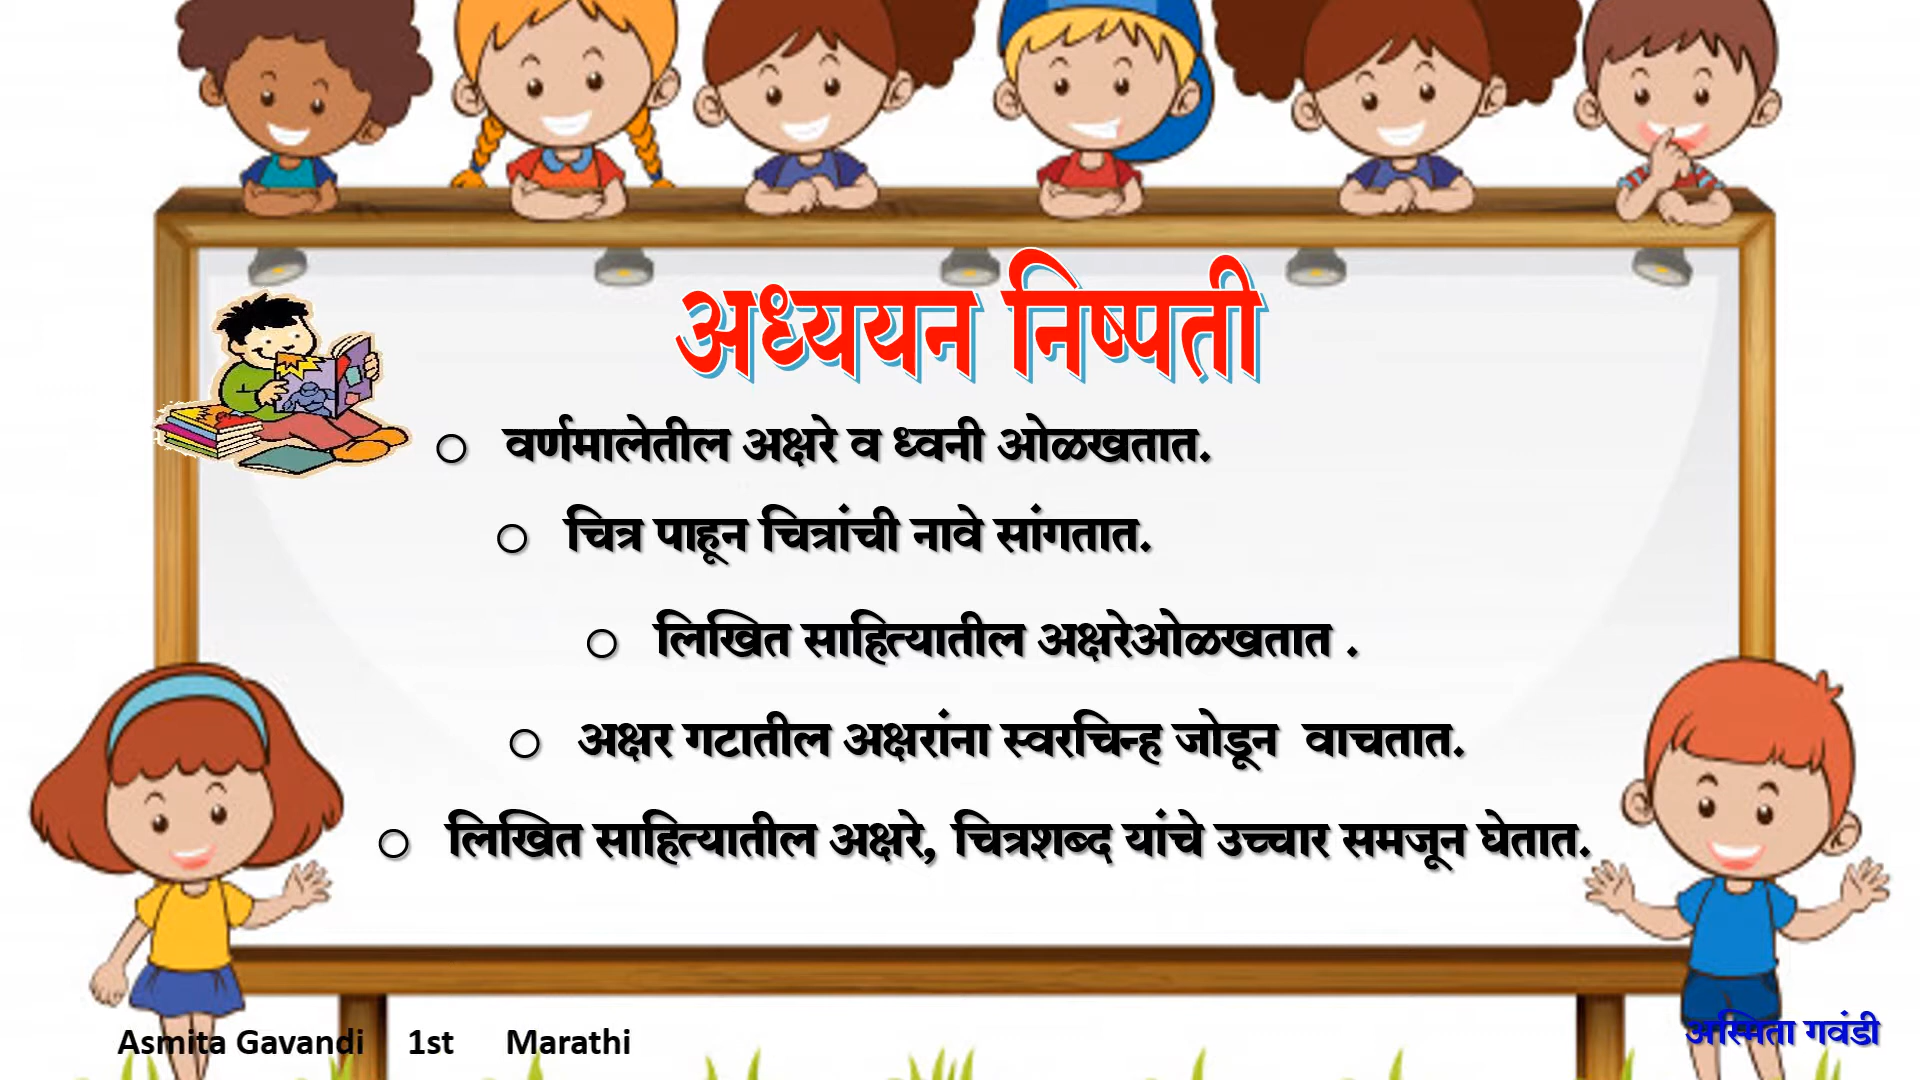 अध्ययन निष्पती
○ वर्णमालेतील अक्षरे व ध्वनी ओळखतात.
○ चित्र पाहून चित्रांची नावे सांगतात.
○ लिखित साहित्यातील अक्षरेओळखतात .
○ अक्षर गटातील अक्षरांना स्वरचिन्ह जोडून वाचतात.
○ लिखित साहित्यातील अक्षरे, चित्रशब्द यांचे उच्चार समजून घेतात.
Asmita Gavandi 1st Marathi
अस्मिता गवंडी